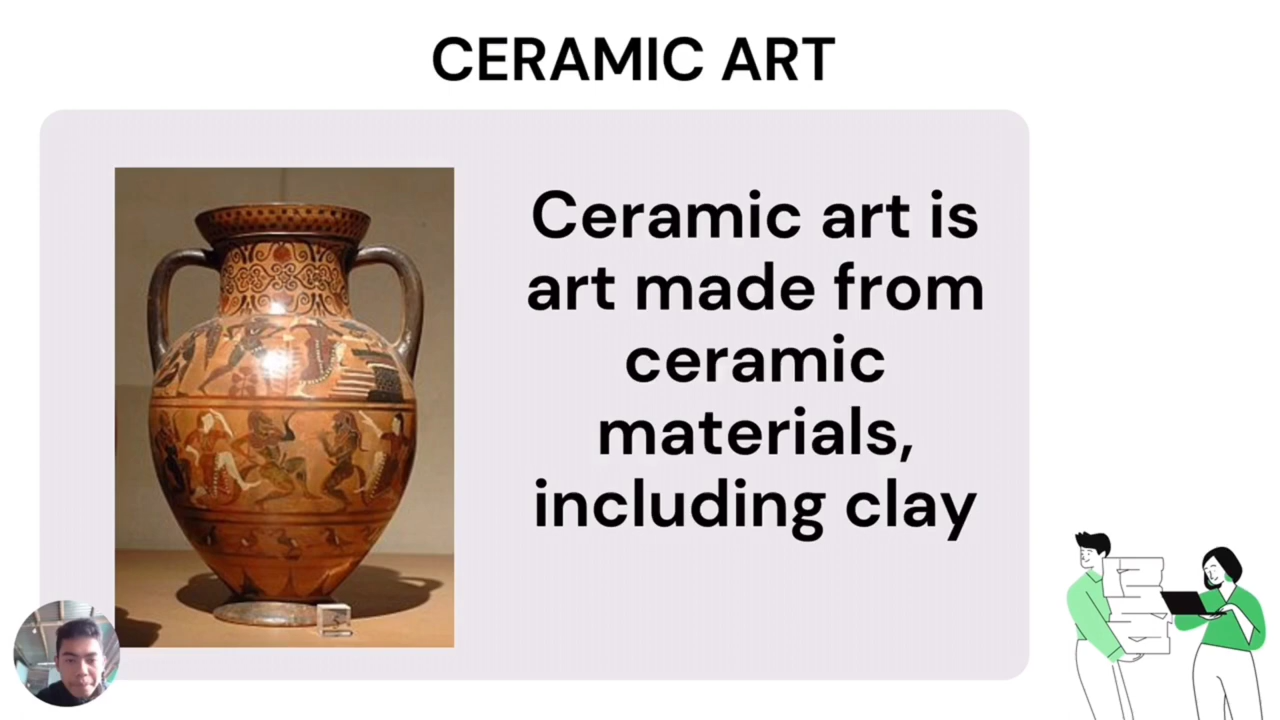 CERAMIC ART
Ceramic art is
art made from
ceramic
materials,
including clay